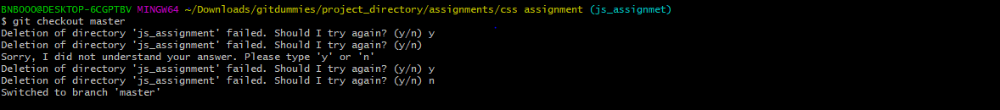 BNBOOO@DESKTOP-6CGPTBV MINGW64 ~/Downloads/gitdummies/project_directory/assignments/css assignment (js_assignmet)
$ git checkout master
Deletion of directory 'js_assignment' failed. Should I try again? (y/n) y
Deletion of directory 'js_assignment' failed. Should I try again? (y/n)
Sorry, I did not understand your answer. Please type 'y' or 'n'
Deletion of directory 'js_assignment' failed. Should I try again? (y/n) y
Deletion of directory 'js_assignment' failed. Should I try again? (y/n) n
Switched to branch 'master'